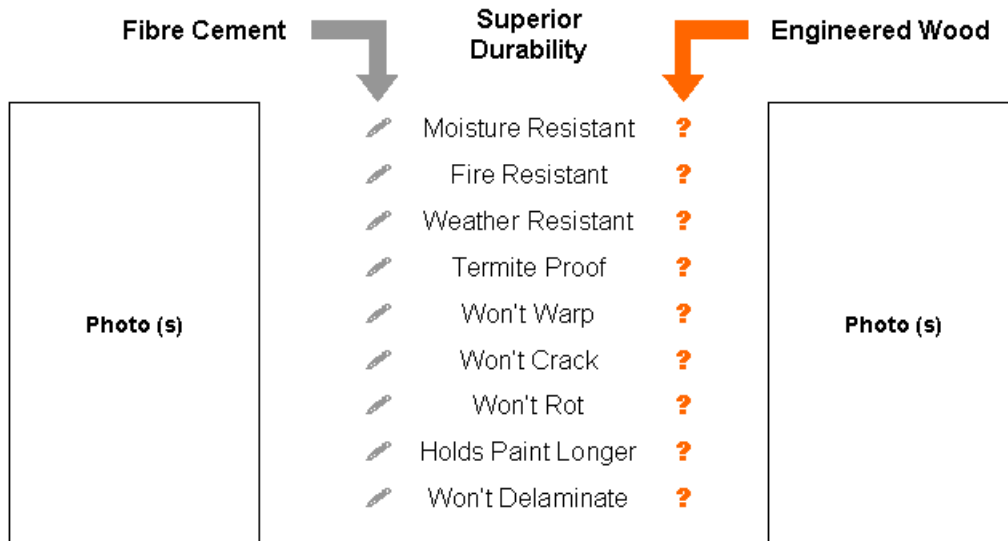 Superior
Durability
Fibre Cement
Engineered Wood
Moisture Resistant ?
Fire Resistant ?
Weather Resistant ?
Termite Proof ?
Won't Warp ?
Won't Crack ?
Won't Rot ?
Holds Paint Longer ?
Won't Delaminate ?
Photo (s)
Photo (s)